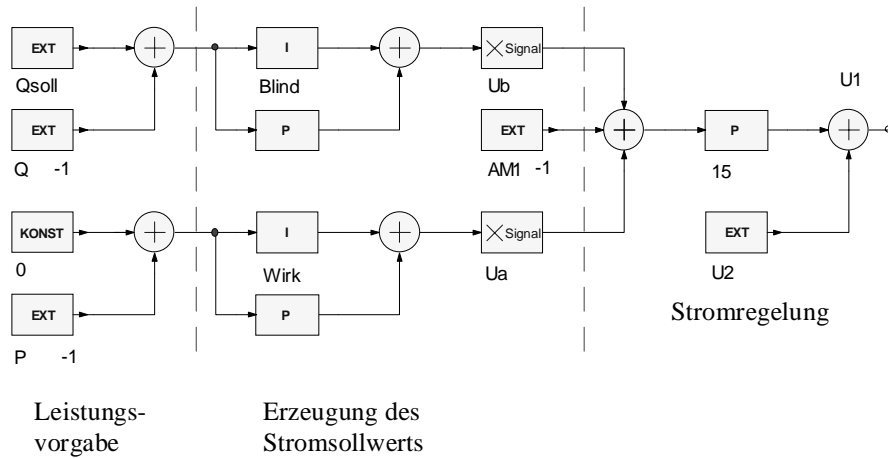 EXT
Qsoll
EXT
Q -1
I
Blind
P
× Signal
Ub
EXT
AM1 -1
P
15
U1
EXT
U2
Stromregelung
KONST
0
EXT
P -1
I
Wirk
P
× Signal
Ua
Leistungs-
vorgabe
Erzeugung des
Stromsollwerts